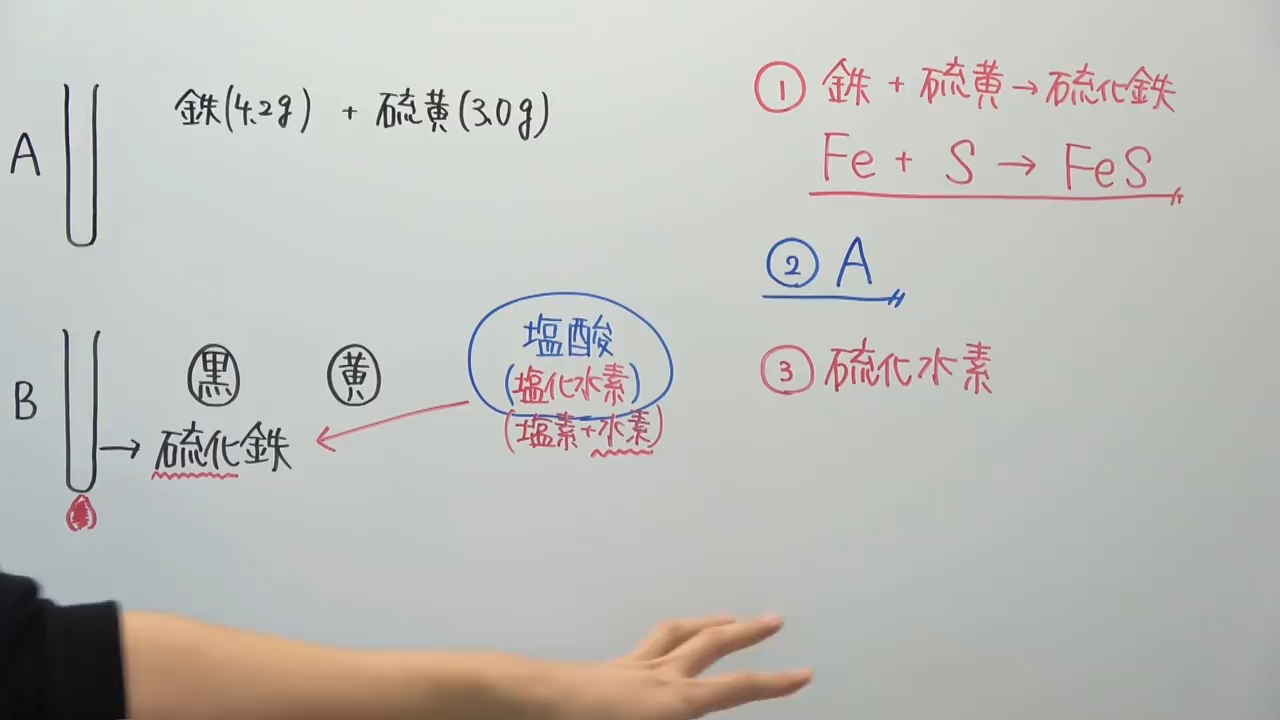 A
鉄(4.2g) + 硫黄(3.0g)
B
黒 黄
→ 硫化鉄
塩酸
(塩化水素)
(塩素+水素)
① 鉄 + 硫黄 → 硫化鉄
Fe + S → FeS
② A
③ 硫化水素